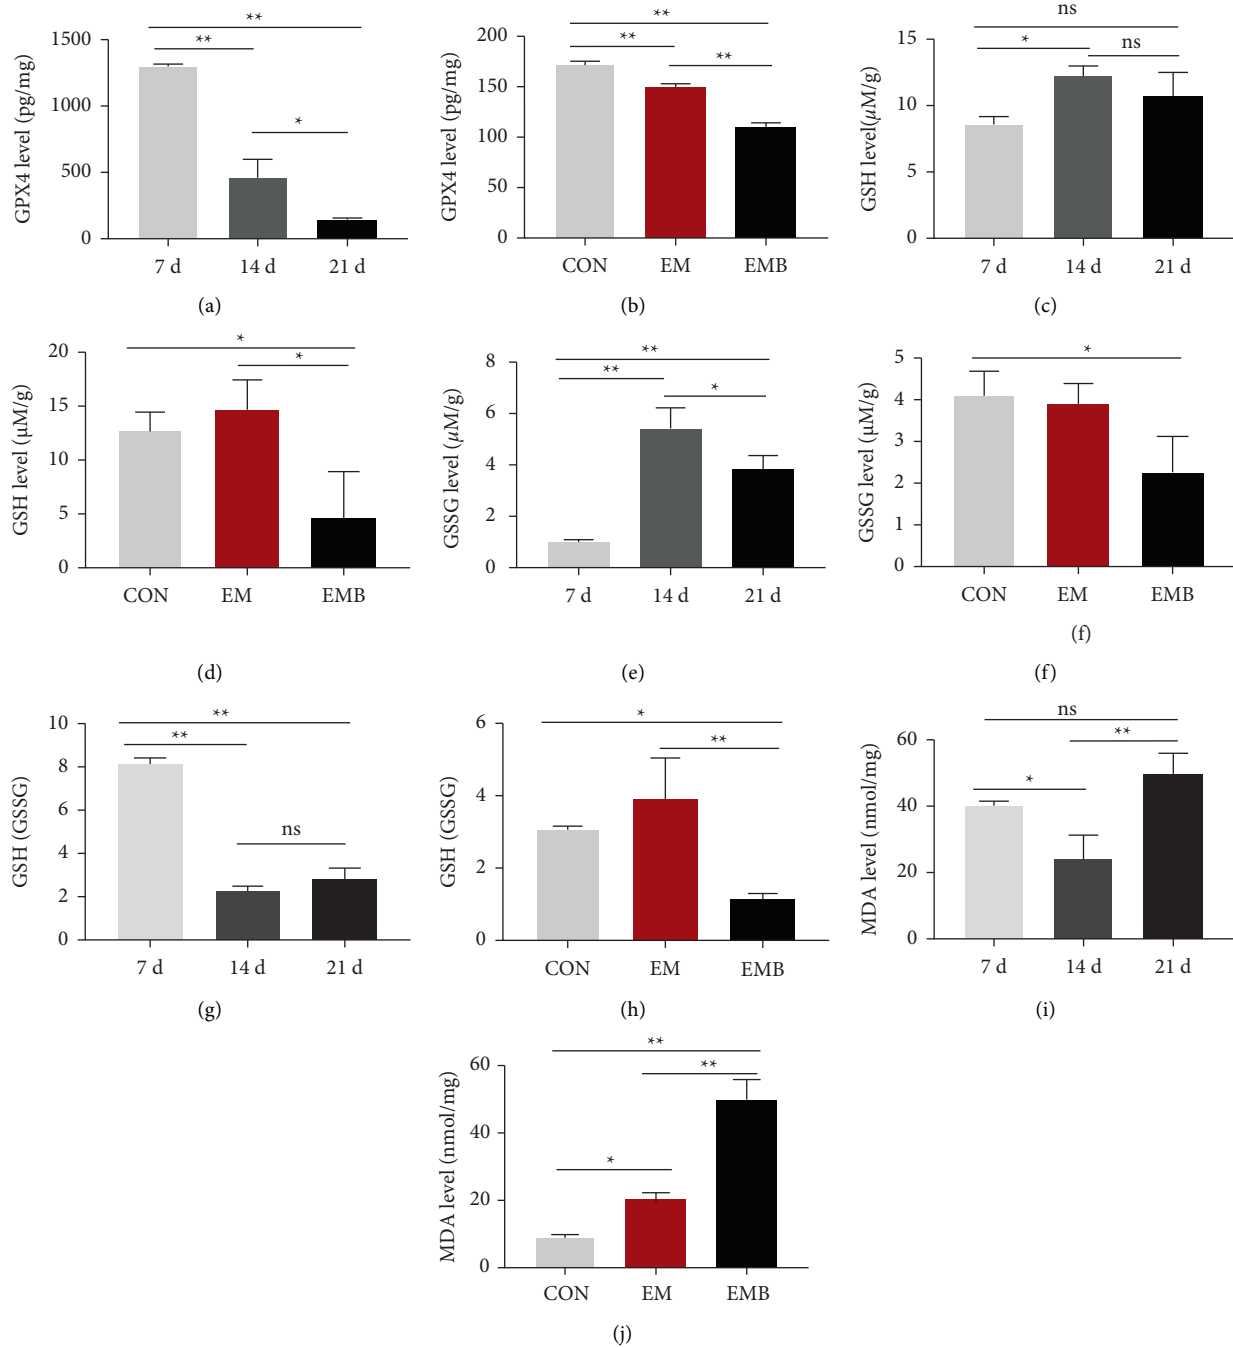 GPX4 level (pg/mg)
1500
1000
500
0
**
**
*
7 d 14 d 21 d
(a)
GPX4 level (pg/mg)
200
150
100
50
0
**
**
**
CON EM EMB
(b)
GSH level(µM/g)
15
10
5
0
ns
*
ns
7 d 14 d 21 d
(c)
GSH level (µM/g)
20
15
10
5
0
*
*
CON EM EMB
(d)
GSSG level (µM/g)
8
6
4
2
0
**
**
*
7 d 14 d 21 d
(e)
GSSG level (µM/g)
5
4
3
2
1
0
*
CON EM EMB
(f)
(f)
GSH (GSSG)
10
8
6
4
2
0
**
**
ns
7 d 14 d 21 d
(g)
GSH (GSSG)
6
4
2
0
*
**
CON EM EMB
(h)
MDA level (nmol/mg)
60
40
20
0
ns
**
*
7 d 14 d 21 d
(i)
MDA level (nmol/mg)
60
40
20
0
**
**
*
CON EM EMB
(j)